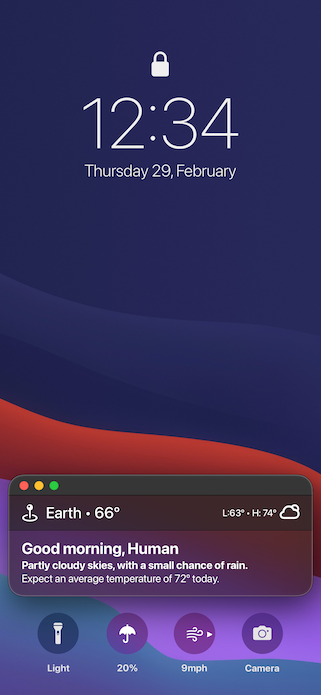 12:34
Thursday 29, February
Earth • 66°
L:63° • H: 74°
Good morning, Human
Partly cloudy skies, with a small chance of rain.
Expect an average temperature of 72° today.
Light
20%
9mph
Camera